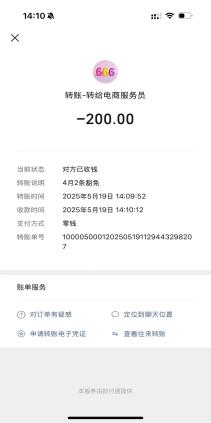 14:10
666
转账-转给电商服务员
-200.00
当前状态 对方已收钱
转账说明 4月2条豁免
转账时间 2025年5月19日 14:09:52
收款时间 2025年5月19日 14:10:12
支付方式 零钱
转账单号 100005000120250519112944329820
7
账单服务
对订单有疑惑 定位到聊天位置
申请转账电子凭证 查看往来转账
本服务由财付通提供